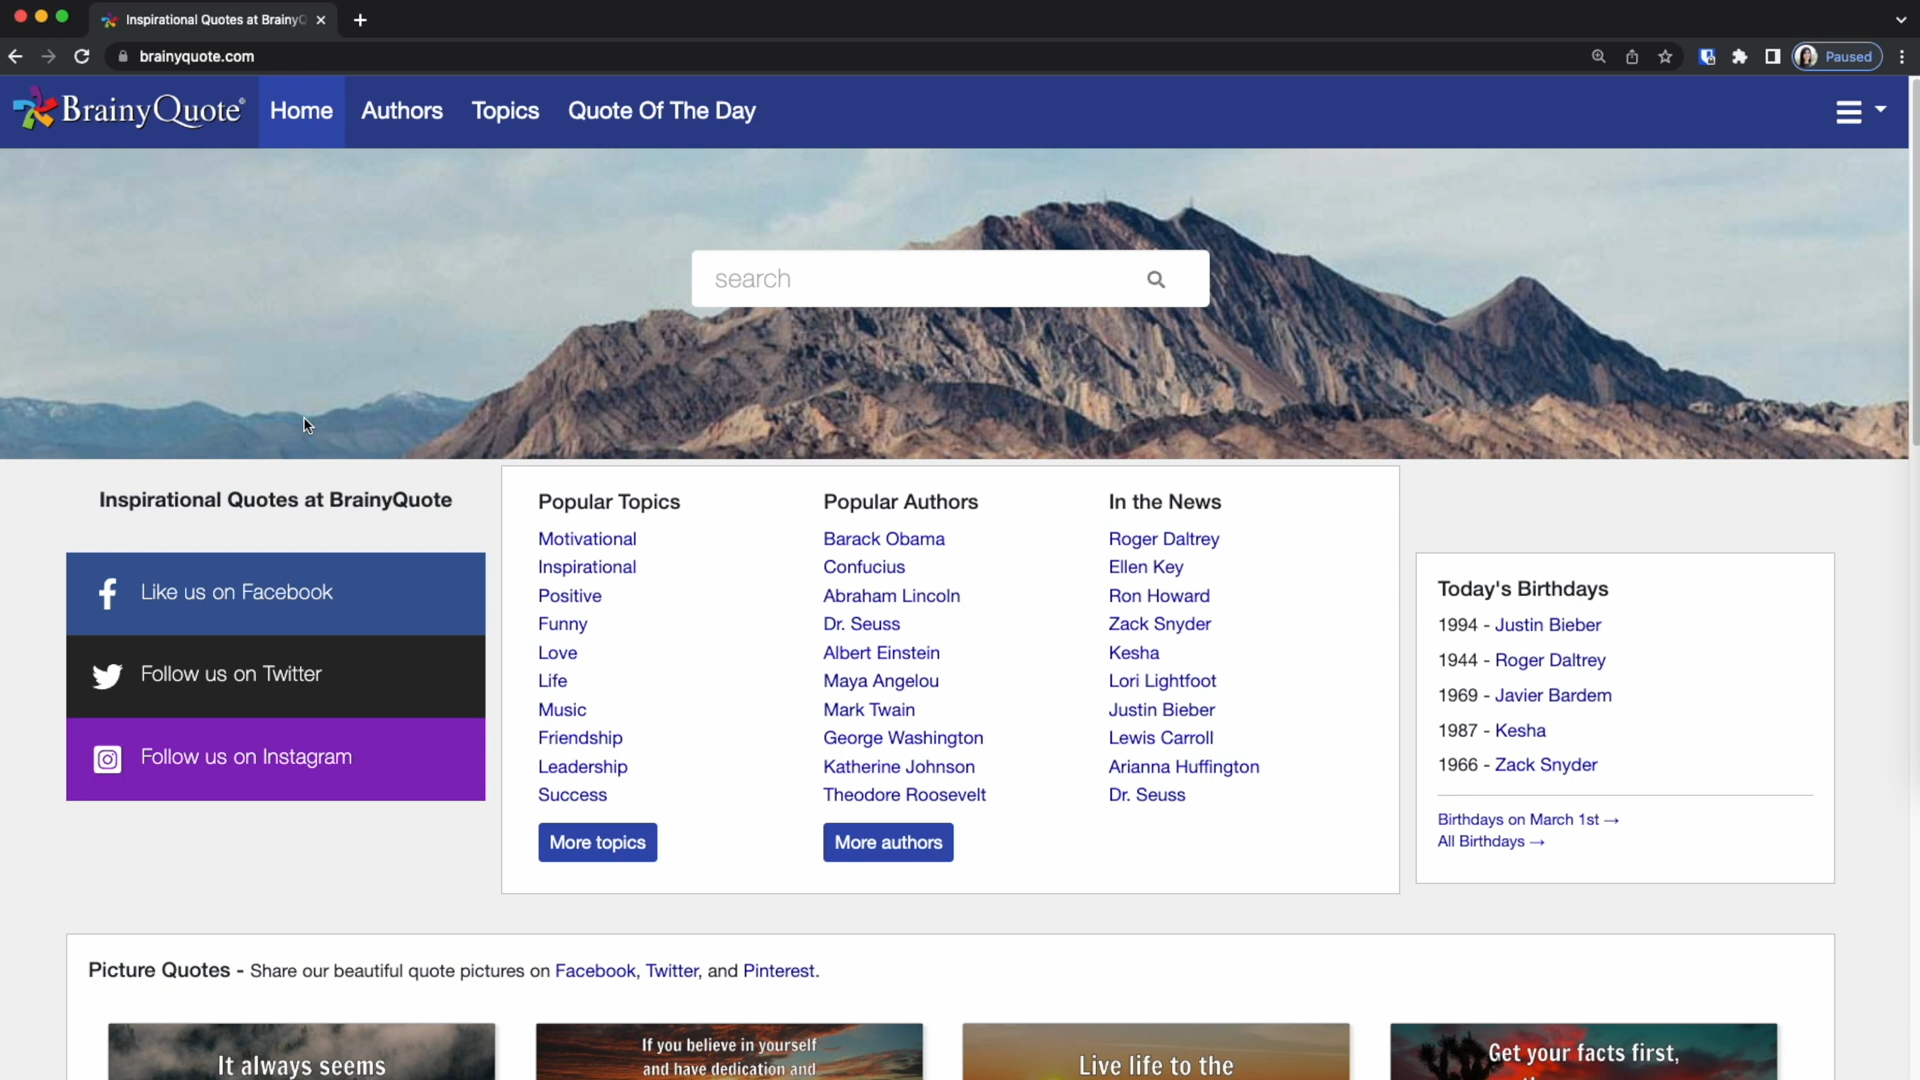 Inspirational Quotes at BrainyQ
brainyquote.com
Paused
BrainyQuote®
Home
Authors
Topics
Quote Of The Day
search
Inspirational Quotes at BrainyQuote
Like us on Facebook
Follow us on Twitter
Follow us on Instagram
Popular Topics
Motivational
Inspirational
Positive
Funny
Love
Life
Music
Friendship
Leadership
Success
More topics
Popular Authors
Barack Obama
Confucius
Abraham Lincoln
Dr. Seuss
Albert Einstein
Maya Angelou
Mark Twain
George Washington
Katherine Johnson
Theodore Roosevelt
More authors
In the News
Roger Daltrey
Ellen Key
Ron Howard
Zack Snyder
Kesha
Lori Lightfoot
Justin Bieber
Lewis Carroll
Arianna Huffington
Dr. Seuss
Today's Birthdays
1994 - Justin Bieber
1944 - Roger Daltrey
1969 - Javier Bardem
1987 - Kesha
1966 - Zack Snyder
Birthdays on March 1st →
All Birthdays →
Picture Quotes - Share our beautiful quote pictures on Facebook, Twitter, and Pinterest.
It always seems
If you believe in yourself
and have dedication and
Live life to the
Get your facts first,